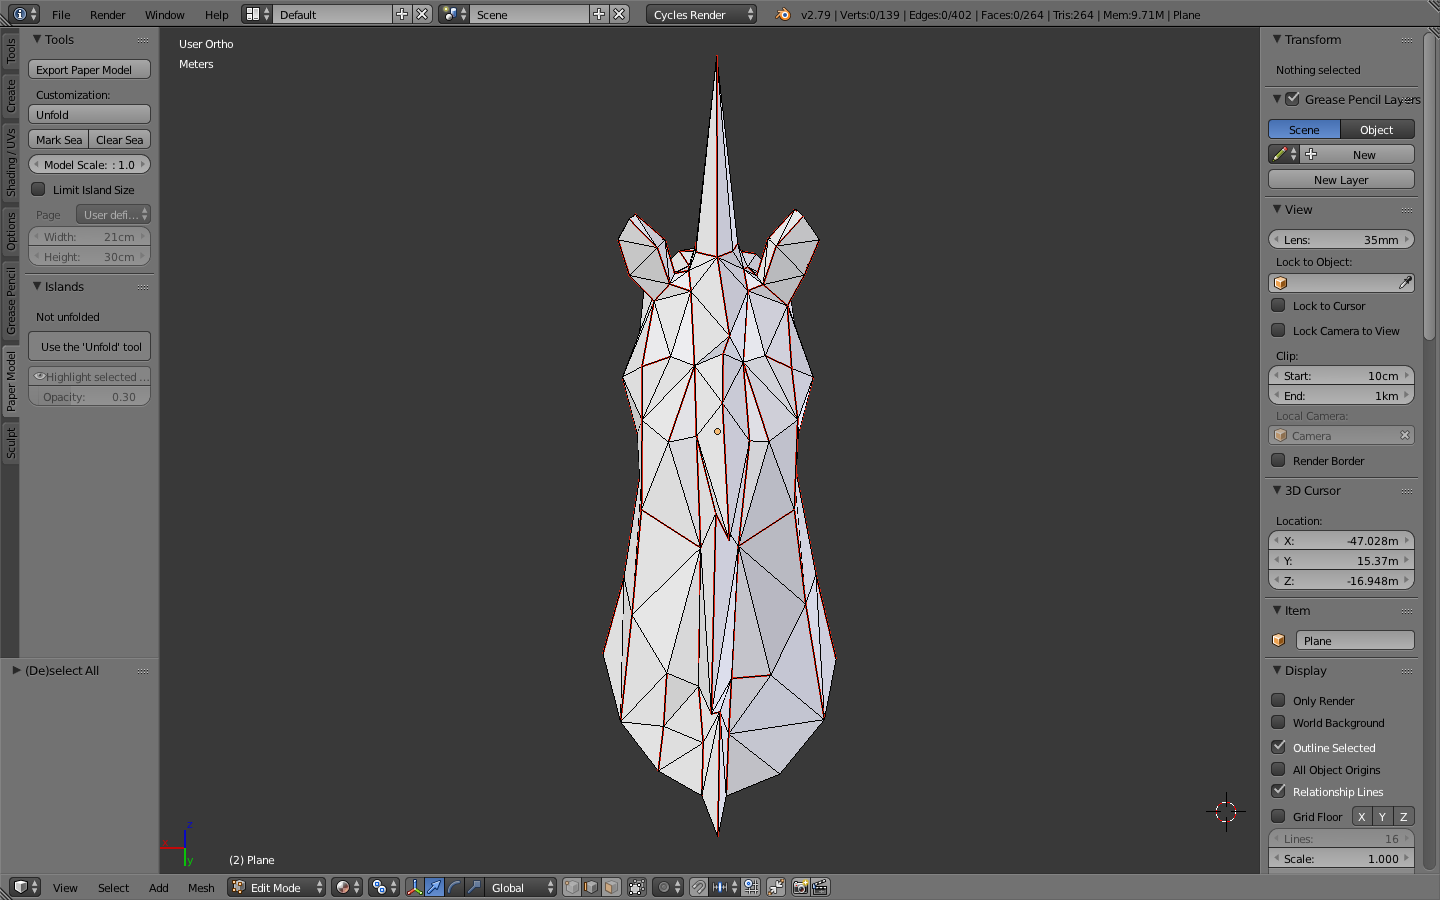 File Render Window Help Default Scene Cycles Render v2.79 | Verts:0/139 | Edges:0/402 | Faces:0/264 | Tris:264 | Mem:9.71M | Plane
Tools
Create
Shading / UVs
Options
Grease Pencil
Paper Model
Sculpt
Tools
Export Paper Model
Customization:
Unfold
Mark Sea Clear Sea
Model Scale: : 1.0
Limit Island Size
Page User defi...
Width: 21cm
Height: 30cm
Islands
Not unfolded
Use the 'Unfold' tool
Highlight selected ...
Opacity: 0.30
(De)select All
User Ortho
Meters
z
y
(2) Plane
Transform
Nothing selected
Grease Pencil Layers
Scene Object
New
New Layer
View
Lens: 35mm
Lock to Object:
Lock to Cursor
Lock Camera to View
Clip:
Start: 10cm
End: 1km
Local Camera:
Camera
Render Border
3D Cursor
Location:
X: -47.028m
Y: 15.37m
Z: -16.948m
Item
Plane
Display
Only Render
World Background
Outline Selected
All Object Origins
Relationship Lines
Grid Floor X Y Z
Lines: 16
Scale: 1.000
View Select Add Mesh Edit Mode Global